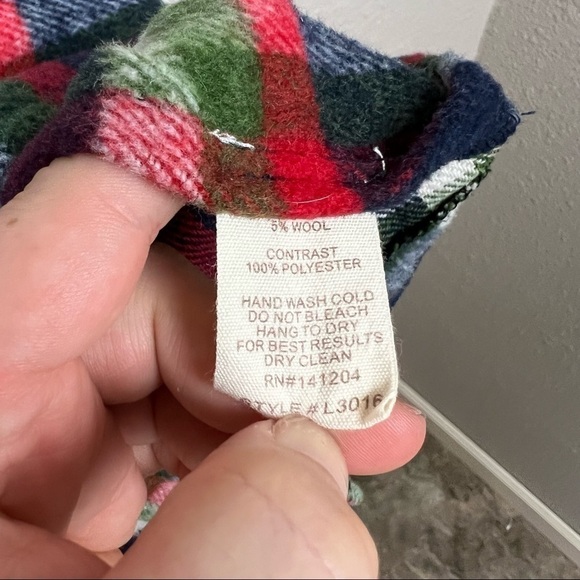 5% WOOL
CONTRAST
100% POLYESTER
HAND WASH COLD
DO NOT BLEACH
HANG TO DRY
FOR BEST RESULTS
DRY CLEAN
RN#141204
STYLE # L3016